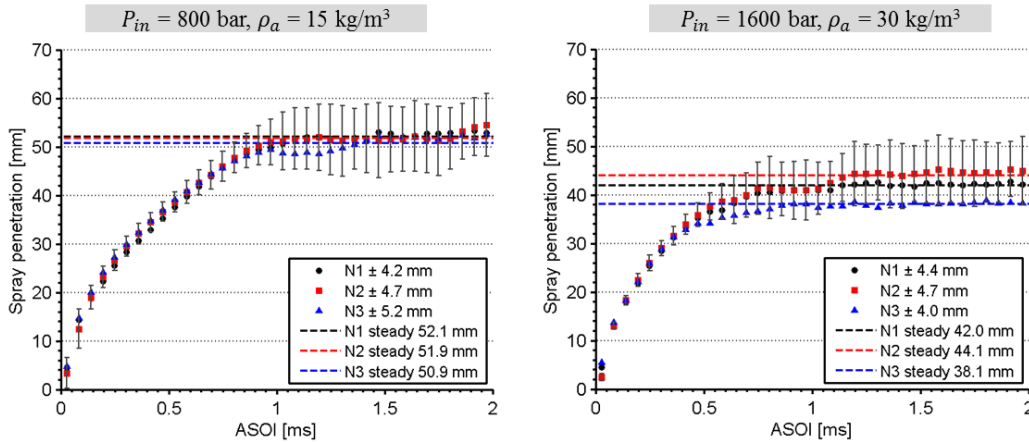 P_in = 800 bar, ρ_a = 15 kg/m³
Spray penetration [mm]
70
60
50
40
30
20
10
0
N1 ± 4.2 mm
N2 ± 4.7 mm
N3 ± 5.2 mm
N1 steady 52.1 mm
N2 steady 51.9 mm
N3 steady 50.9 mm
0 0.5 1 1.5 2
ASOI [ms]
P_in = 1600 bar, ρ_a = 30 kg/m³
Spray penetration [mm]
70
60
50
40
30
20
10
0
N1 ± 4.4 mm
N2 ± 4.7 mm
N3 ± 4.0 mm
N1 steady 42.0 mm
N2 steady 44.1 mm
N3 steady 38.1 mm
0 0.5 1 1.5 2
ASOI [ms]